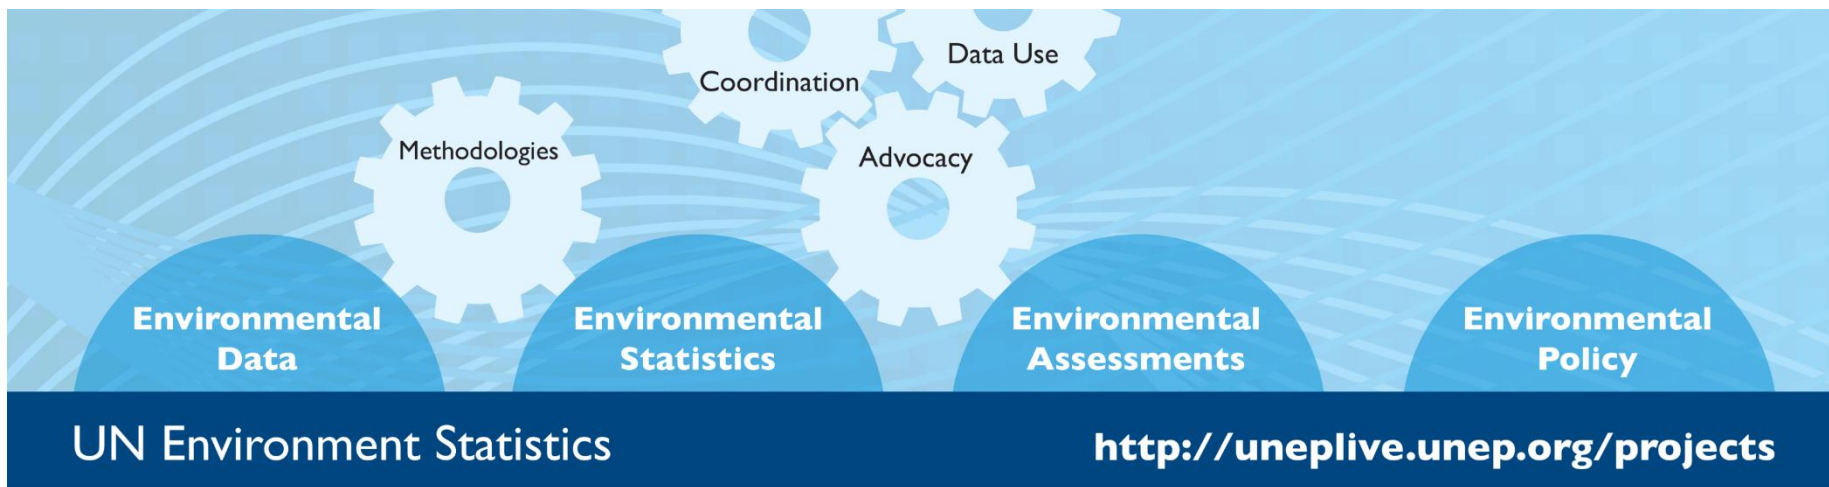 Data Use
Coordination
Methodologies
Advocacy
Environmental
Data
Environmental
Statistics
Environmental
Assessments
Environmental
Policy
UN Environment Statistics
http://uneplive.unep.org/projects